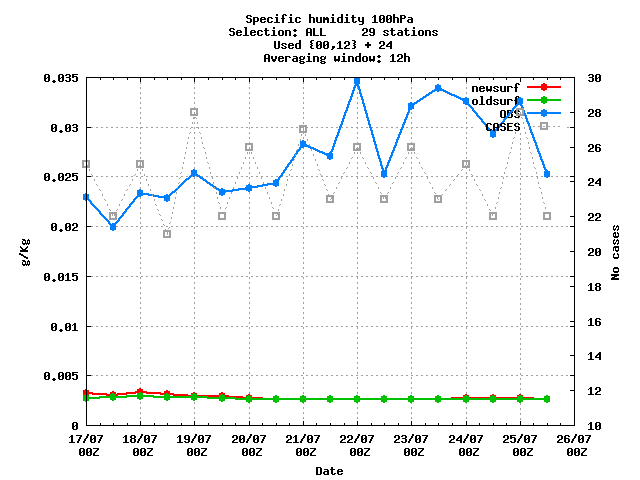 Specific humidity 100hPa
Selection: ALL 29 stations
Used {00,12} + 24
Averaging window: 12h
newsurf
oldsurf
OBS
CASES
0.035
0.03
0.025
0.02
0.015
0.01
0.005
0
g/Kg
30
28
26
24
22
20
18
16
14
12
10
No cases
17/07 18/07 19/07 20/07 21/07 22/07 23/07 24/07 25/07 26/07
00Z 00Z 00Z 00Z 00Z 00Z 00Z 00Z 00Z 00Z
Date